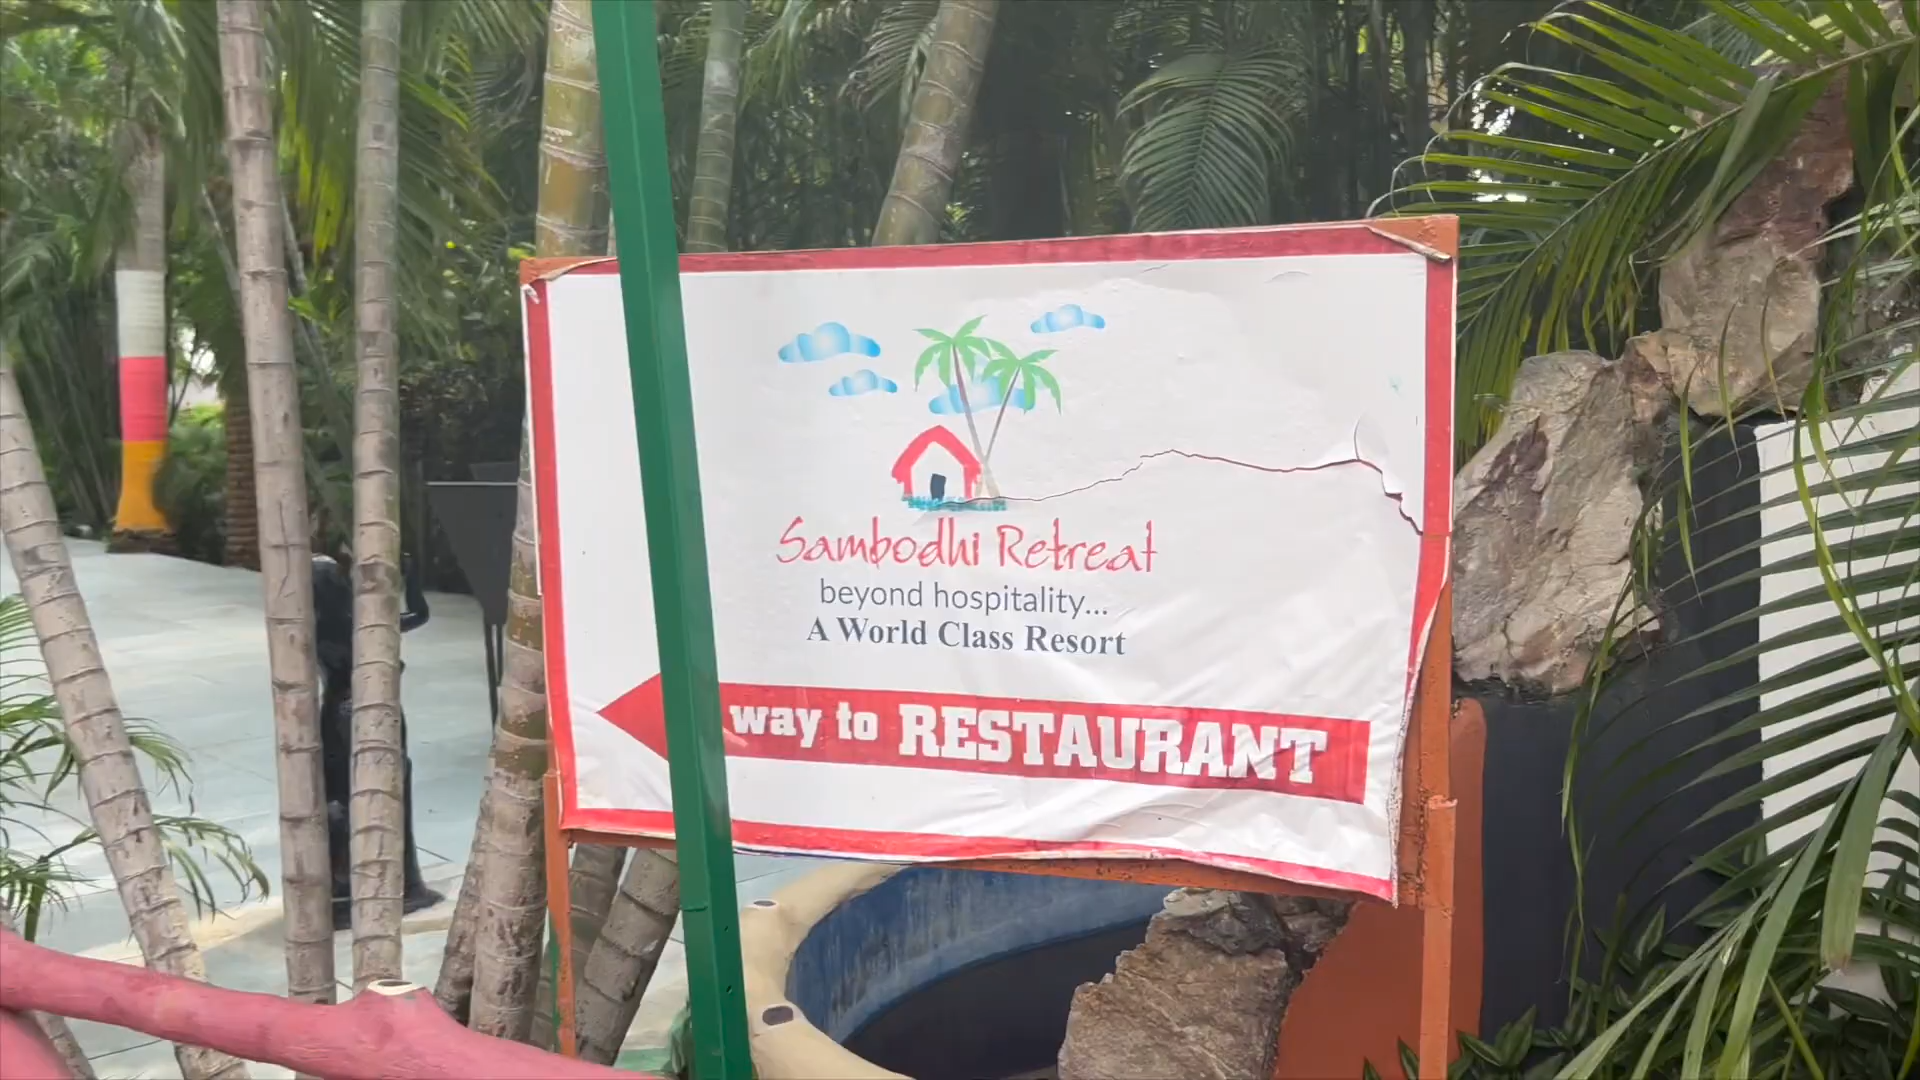 Sambodhi Retreat
beyond hospitality...
A World Class Resort
way to RESTAURANT